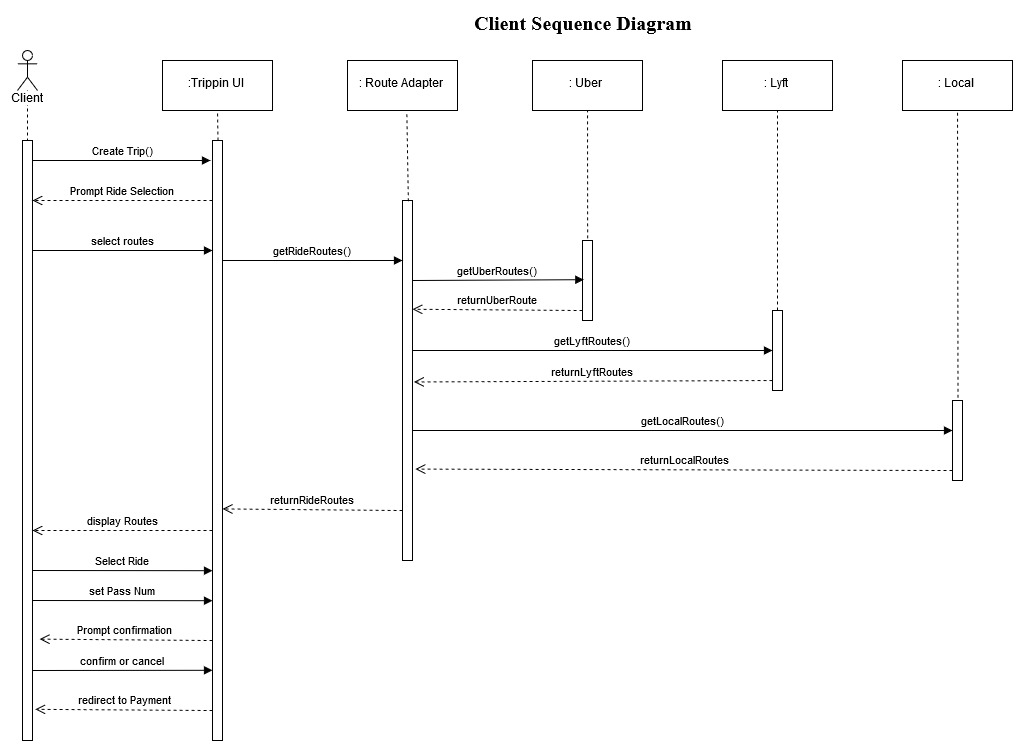 Client Sequence Diagram
Client
:Trippin UI
: Route Adapter
: Uber
: Lyft
: Local
Create Trip()
Prompt Ride Selection
select routes
getRideRoutes()
getUberRoutes()
returnUberRoute
getLyftRoutes()
returnLyftRoutes
getLocalRoutes()
returnLocalRoutes
returnRideRoutes
display Routes
Select Ride
set Pass Num
Prompt confirmation
confirm or cancel
redirect to Payment